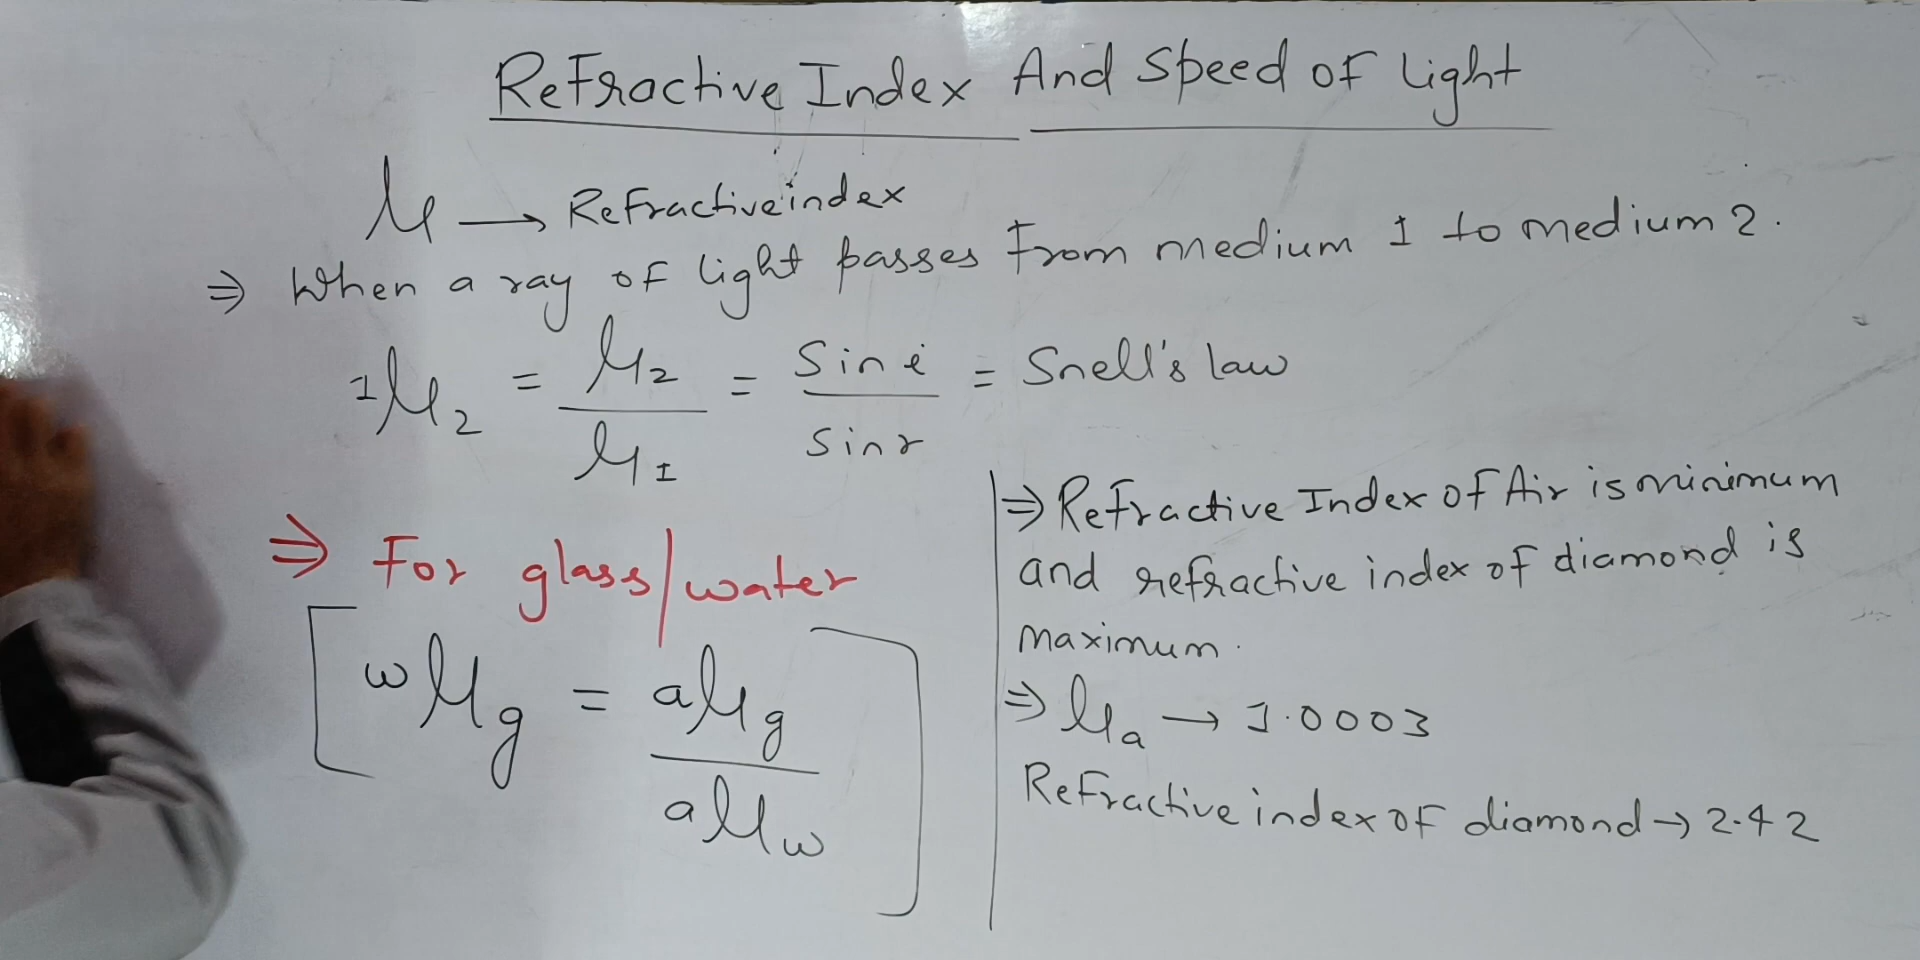 Refractive Index And Speed of Light
μ → Refractive index
⇒ When a ray of light passes from medium 1 to medium 2.
₁μ₂ = μ₂ / μ₁ = Sin i / Sin r = Snell's law
⇒ For glass/water
wμg = aμg / aμw
⇒ Refractive Index of Air is minimum
and refractive index of diamond is
maximum.
⇒ μa → 1.0003
Refractive index of diamond → 2.42